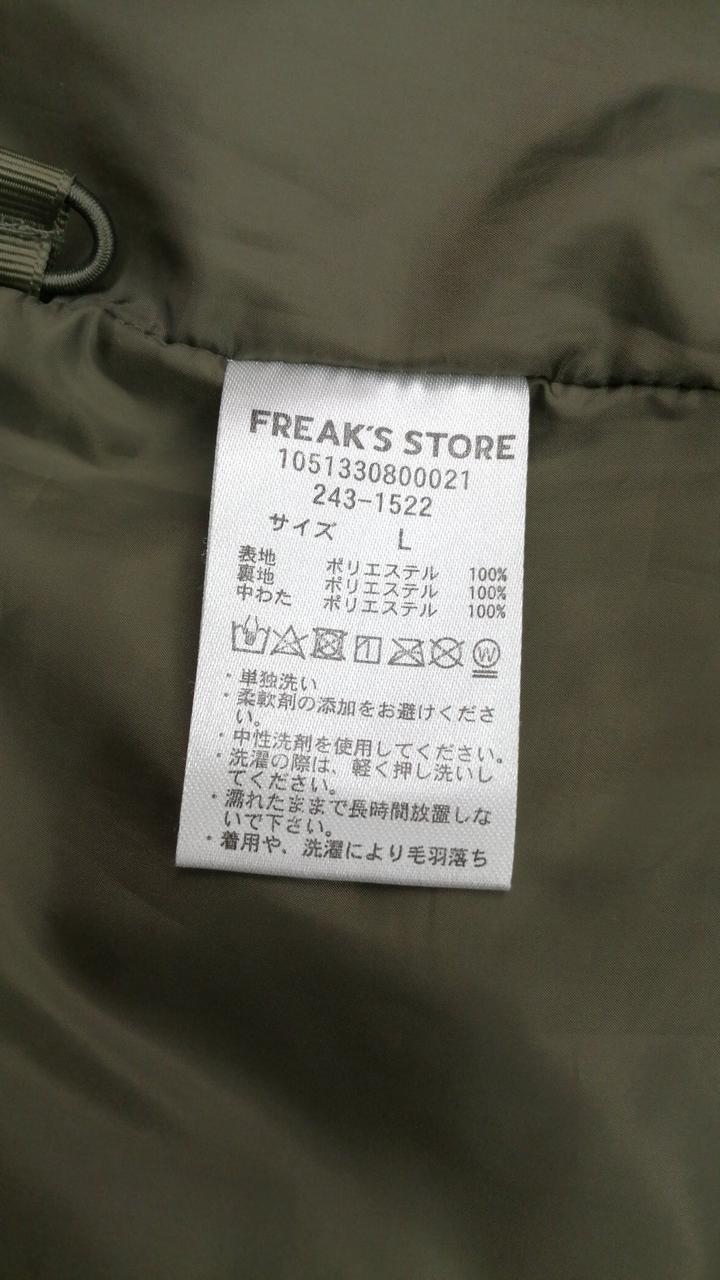 FREAK'S STORE
1051330800021
243-1522
サイズ L
表地 ポリエステル 100%
裏地 ポリエステル 100%
中わた ポリエステル 100%
W
・単独洗い
・柔軟剤の添加をお避けくださ
い。
・中性洗剤を使用してください。
・洗濯の際は、軽く押し洗いし
てください。
・濡れたままで長時間放置しな
いで下さい。
・着用や、洗濯により毛羽落ち